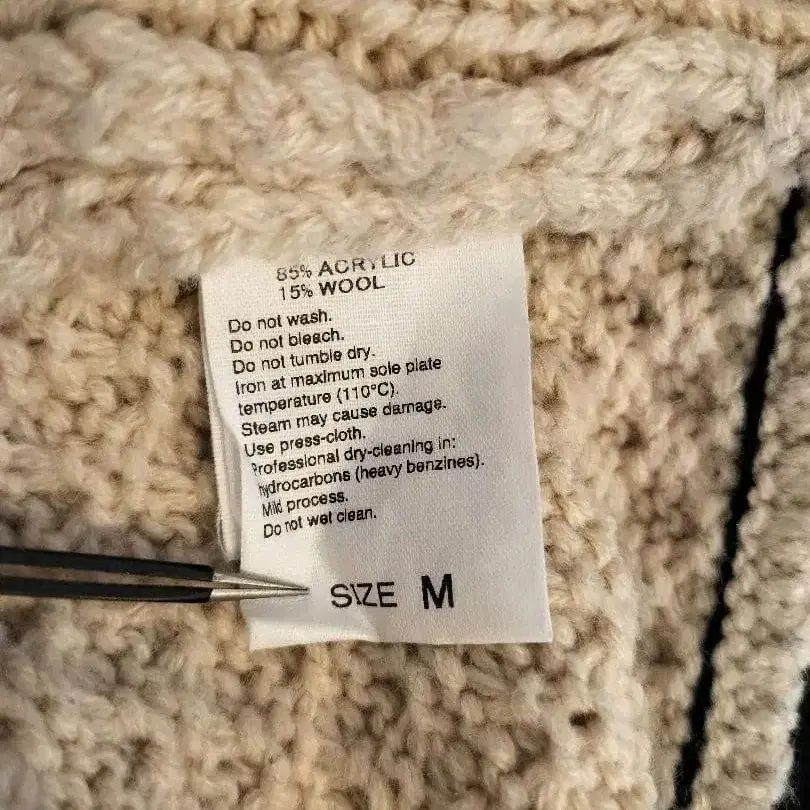 85% ACRYLIC
15% WOOL
Do not wash.
Do not bleach.
Do not tumble dry.
Iron at maximum sole plate
temperature (110°C).
Steam may cause damage.
Use press-cloth.
Professional dry-cleaning in:
hydrocarbons (heavy benzines).
Mild process.
Do not wet clean.
SIZE M